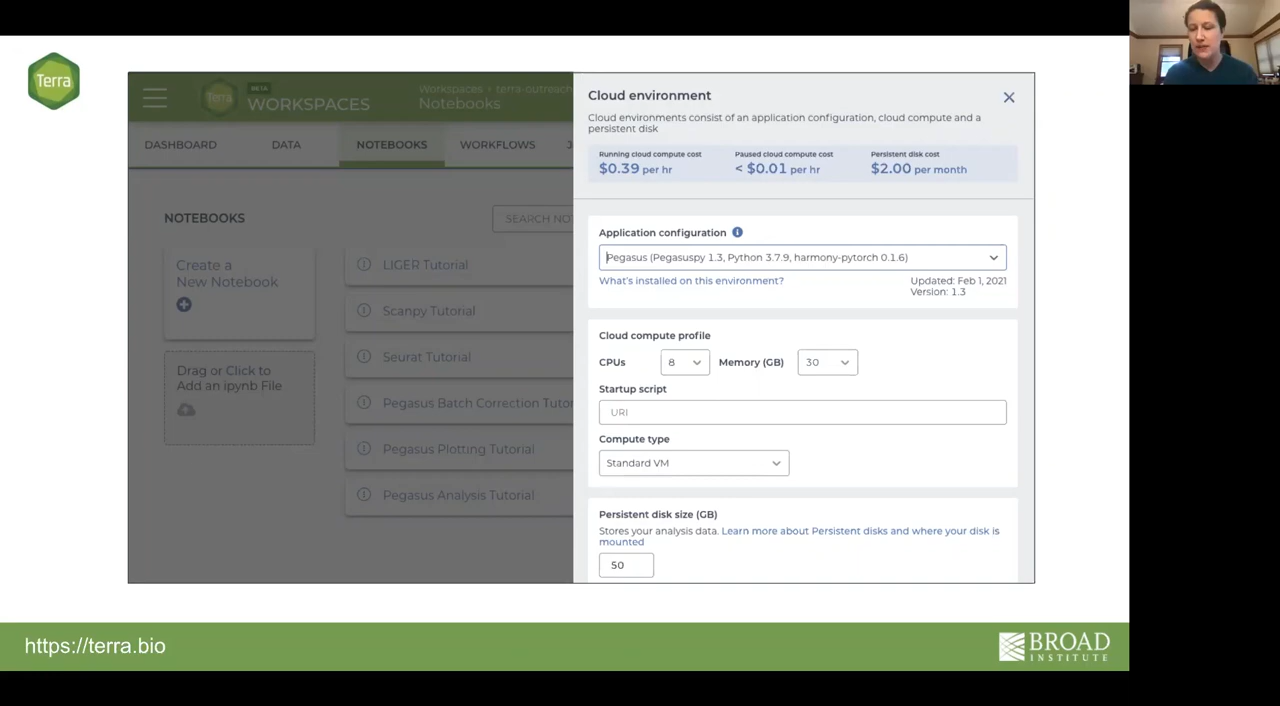 Terra
Terra
BETA
WORKSPACES
Workspaces › terra-outreach
Notebooks
DASHBOARD
DATA
NOTEBOOKS
WORKFLOWS
J
NOTEBOOKS
SEARCH NOT
Create a
New Notebook
Drag or Click to
Add an ipynb File
LIGER Tutorial
Scanpy Tutorial
Seurat Tutorial
Pegasus Batch Correction Tutor
Pegasus Plotting Tutorial
Pegasus Analysis Tutorial
Cloud environment
Cloud environments consist of an application configuration, cloud compute and a
persistent disk
Running cloud compute cost
$0.39 per hr
Paused cloud compute cost
< $0.01 per hr
Persistent disk cost
$2.00 per month
Application configuration
Pegasus (Pegasuspy 1.3, Python 3.7.9, harmony-pytorch 0.1.6)
What's installed on this environment?
Updated: Feb 1, 2021
Version: 1.3
Cloud compute profile
CPUs
8
Memory (GB)
30
Startup script
URI
Compute type
Standard VM
Persistent disk size (GB)
Stores your analysis data. Learn more about Persistent disks and where your disk is
mounted
50
https://terra.bio
BROAD
INSTITUTE